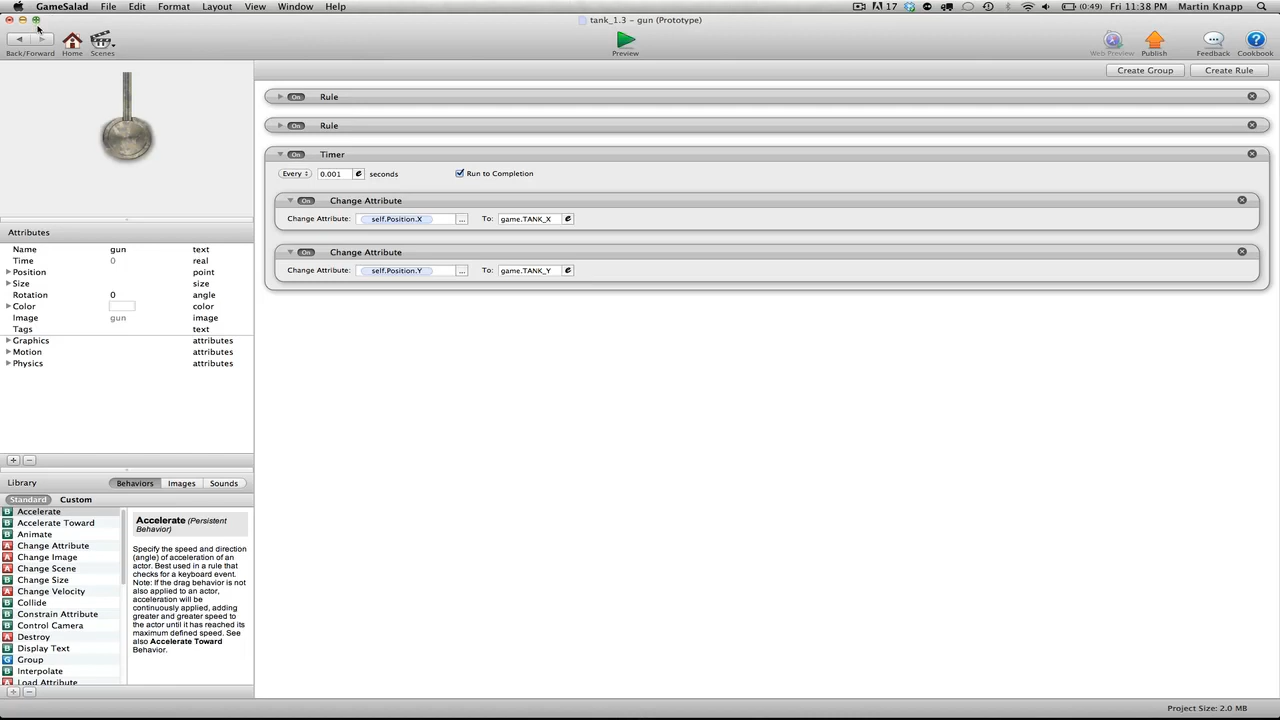 GameSalad File Edit Format Layout View Window Help 17 (0:49) Fri 11:38 PM Martin Knapp
tank_1.3 – gun (Prototype)
Back/Forward Home Scenes Preview Web Preview Publish Feedback Cookbook
Create Group Create Rule
On Rule
On Rule
On Timer
Every 0.001 e seconds Run to Completion
On Change Attribute
Change Attribute: self.Position.X ... To: game.TANK_X e
On Change Attribute
Change Attribute: self.Position.Y ... To: game.TANK_Y e
Attributes
Name gun text
Time 0 real
Position point
Size size
Rotation 0 angle
Color color
Image gun image
Tags text
Graphics attributes
Motion attributes
Physics attributes
Library Behaviors Images Sounds
Standard Custom
B Accelerate
B Accelerate Toward
B Animate
A Change Attribute
A Change Image
A Change Scene
B Change Size
A Change Velocity
B Collide
B Constrain Attribute
B Control Camera
A Destroy
B Display Text
G Group
B Interpolate
A Load Attribute
Accelerate (Persistent
Behavior)
Specify the speed and direction
(angle) of acceleration of an
actor. Best used in a rule that
checks for a keyboard event.
Note: If the drag behavior is not
also applied to an actor,
acceleration will be
continuously applied, adding
greater and greater speed to
the actor until it has reached its
maximum defined speed. See
also Accelerate Toward
Behavior.
Project Size: 2.0 MB